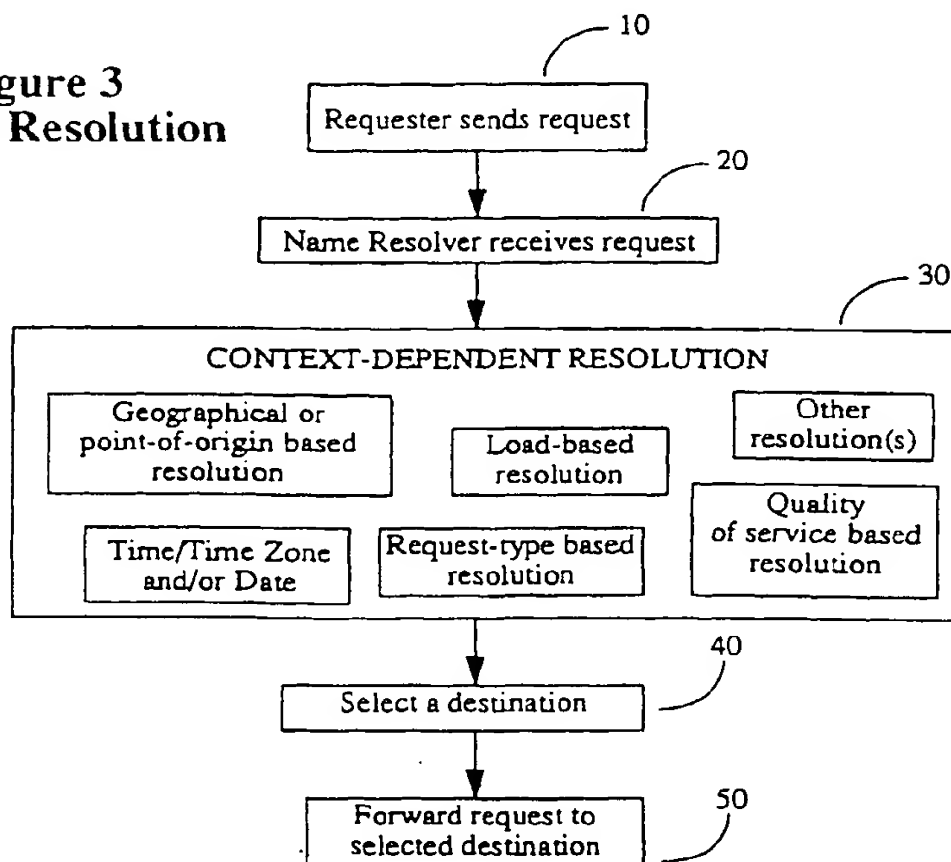 gure 3
Resolution
10
Requester sends request
20
Name Resolver receives request
30
CONTEXT-DEPENDENT RESOLUTION
Geographical or
point-of-origin based
resolution
Load-based
resolution
Other
resolution(s)
Time/Time Zone
and/or Date
Request-type based
resolution
Quality
of service based
resolution
40
Select a destination
50
Forward request to
selected destination